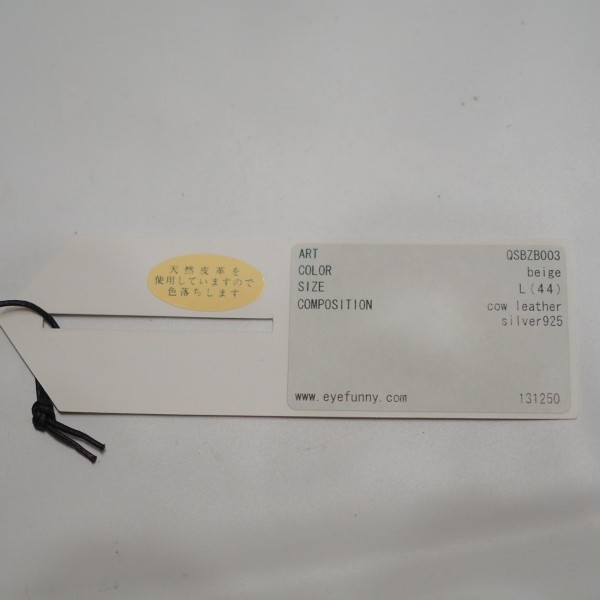 天然皮革を
使用していますので
色落ちします
ART QSBZB003
COLOR beige
SIZE L(44)
COMPOSITION cow leather
silver925
www.eyefunny.com 131250